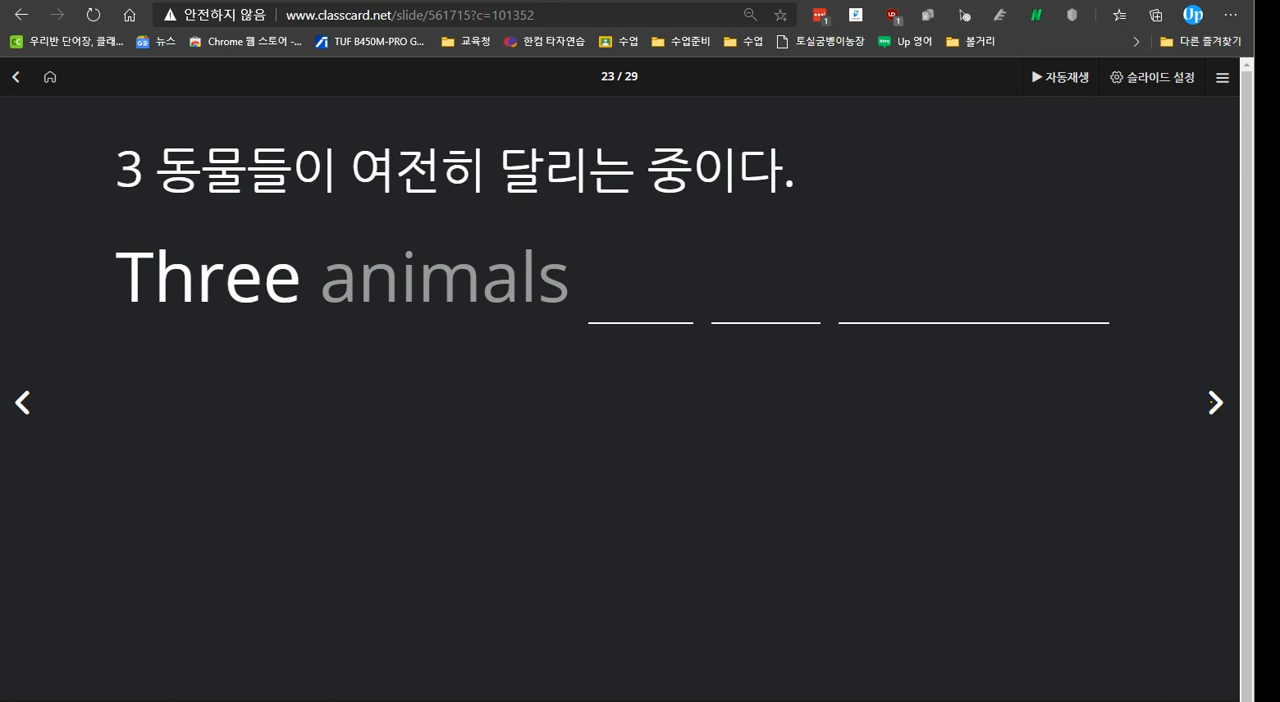 안전하지 않음 www.classcard.net/slide/561715?c=101352
우리반 단어장, 클래... 뉴스 Chrome 웹 스토어 -... TUF B450M-PRO G... 교육청 한컴 타자연습 수업 수업준비 수업 토실굼벵이농장 Up 영어 볼거리 다른 즐겨찾기
23 / 29 자동재생 슬라이드 설정
3 동물들이 여전히 달리는 중이다.
Three animals